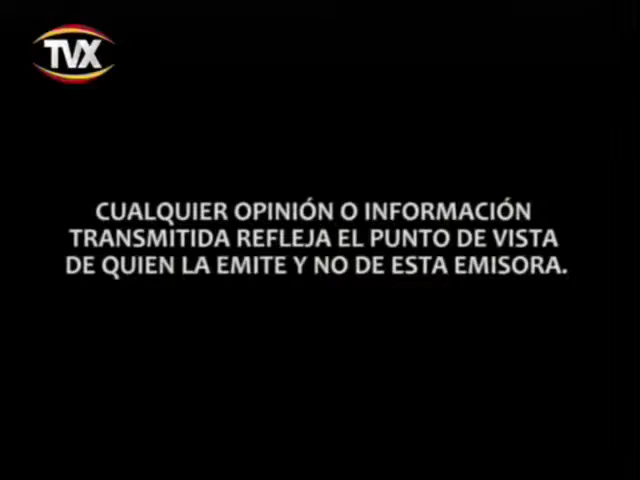 TVX
CUALQUIER OPINIÓN O INFORMACIÓN
TRANSMITIDA REFLEJA EL PUNTO DE VISTA
DE QUIEN LA EMITE Y NO DE ESTA EMISORA.